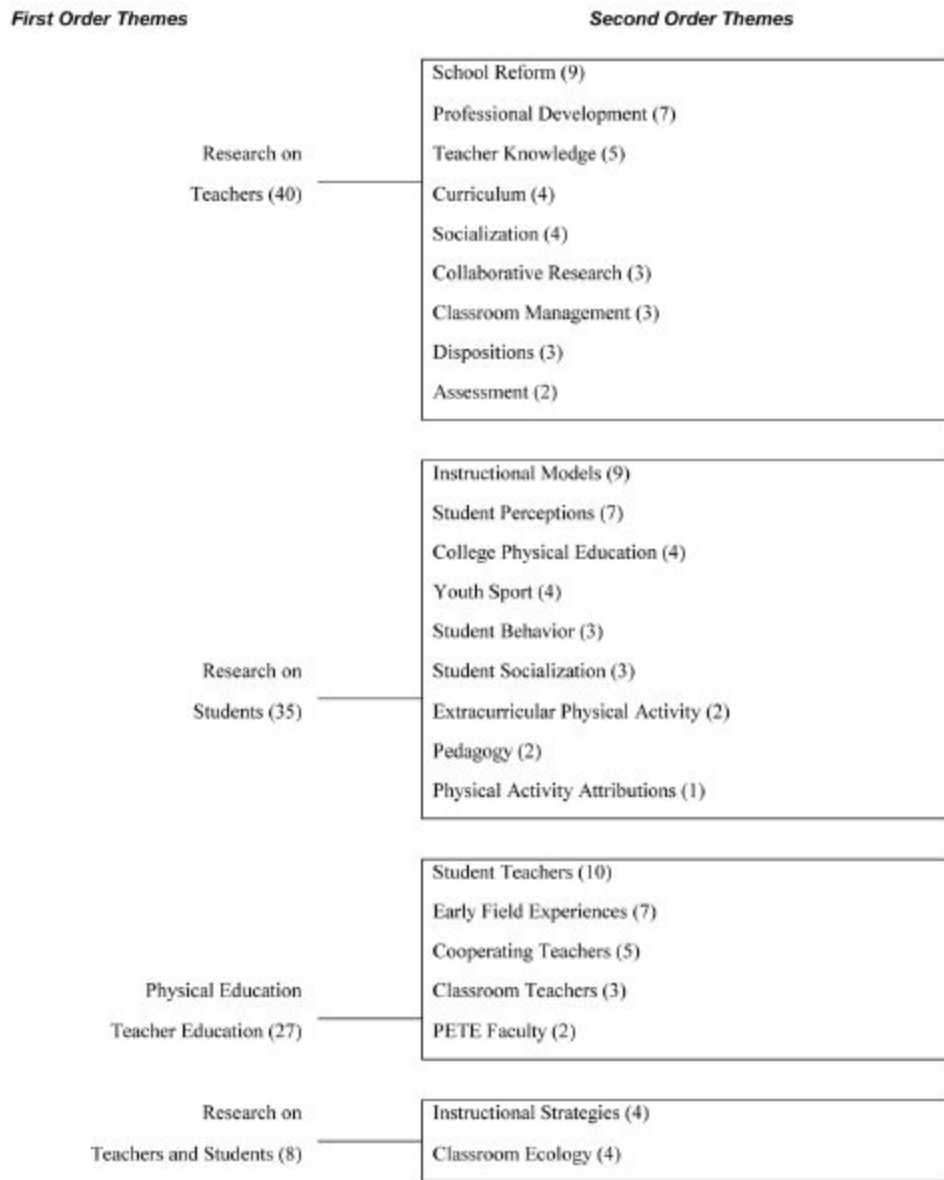 First Order Themes
Second Order Themes
Research on
Teachers (40)
School Reform (9)
Professional Development (7)
Teacher Knowledge (5)
Curriculum (4)
Socialization (4)
Collaborative Research (3)
Classroom Management (3)
Dispositions (3)
Assessment (2)
Research on
Students (35)
Instructional Models (9)
Student Perceptions (7)
College Physical Education (4)
Youth Sport (4)
Student Behavior (3)
Student Socialization (3)
Extracurricular Physical Activity (2)
Pedagogy (2)
Physical Activity Attributions (1)
Physical Education
Teacher Education (27)
Student Teachers (10)
Early Field Experiences (7)
Cooperating Teachers (5)
Classroom Teachers (3)
PETE Faculty (2)
Research on
Teachers and Students (8)
Instructional Strategies (4)
Classroom Ecology (4)